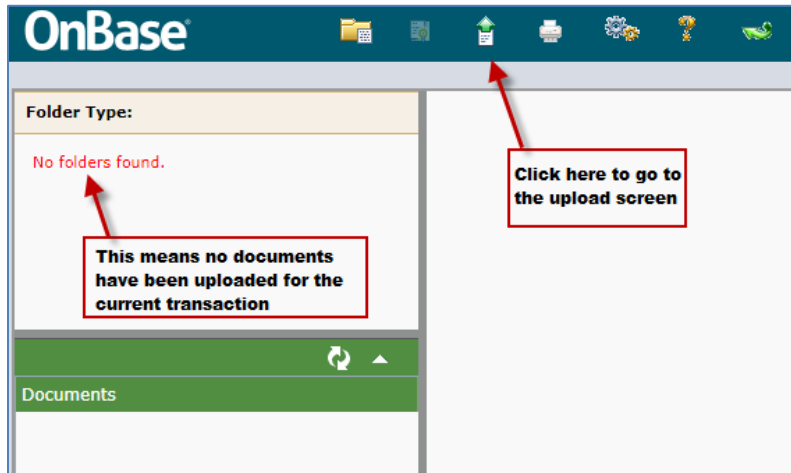 OnBase®
Folder Type:
No folders found.
Click here to go to
the upload screen
This means no documents
have been uploaded for the
current transaction
Documents